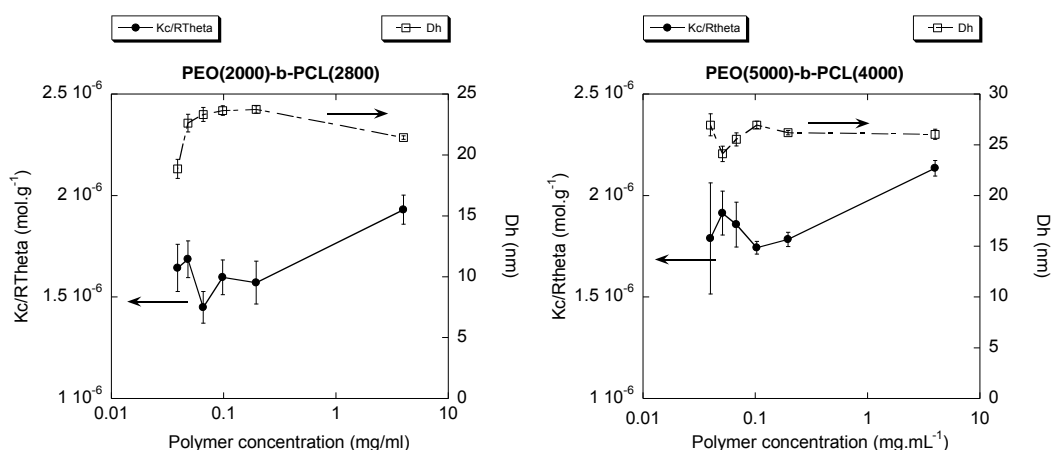 Kc/RTheta
Dh
PEO(2000)-b-PCL(2800)
2.5 10-6
2 10-6
1.5 10-6
1 10-6
Kc/RTheta (mol.g-1)
25
20
15
10
5
0
Dh (nm)
0.01
0.1
1
10
Polymer concentration (mg/ml)
Kc/Rtheta
Dh
PEO(5000)-b-PCL(4000)
2.5 10-6
2 10-6
1.5 10-6
1 10-6
Kc/Rtheta (mol.g-1)
30
25
20
15
10
5
0
Dh (nm)
0.01
0.1
1
10
Polymer concentration (mg.mL-1)